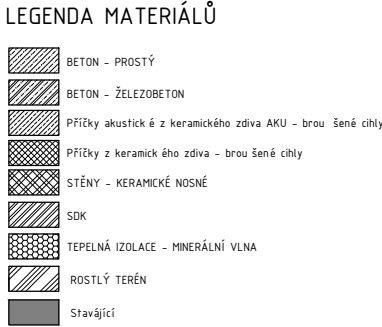 LEGENDA MATERIÁLŮ
BETON - PROSTÝ
BETON - ŽELEZOBETON
Příčky akustick é z keramického zdiva AKU - brou šené cihly
Příčky z keramick ého zdiva - brou šené cihly
STĚNY - KERAMICKÉ NOSNÉ
SDK
TEPELNÁ IZOLACE - MINERÁLNÍ VLNA
ROSTLÝ TERÉN
Stavájící